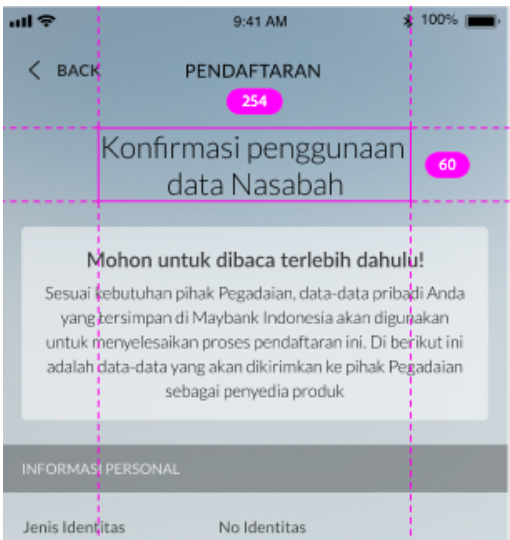 9:41 AM
100%
BACK
PENDAFTARAN
254
Konfirmasi penggunaan
60
data Nasabah
Mohon untuk dibaca terlebih dahulu!
Sesuai kebutuhan pihak Pegadaian, data-data pribadi Anda
yang tersimpan di Maybank Indonesia akan digunakan
untuk menyelesaikan proses pendaftaran ini. Di berikut ini
adalah data-data yang akan dikirimkan ke pihak Pegadaian
sebagai penyedia produk
INFORMASI PERSONAL
Jenis Identitas
No Identitas